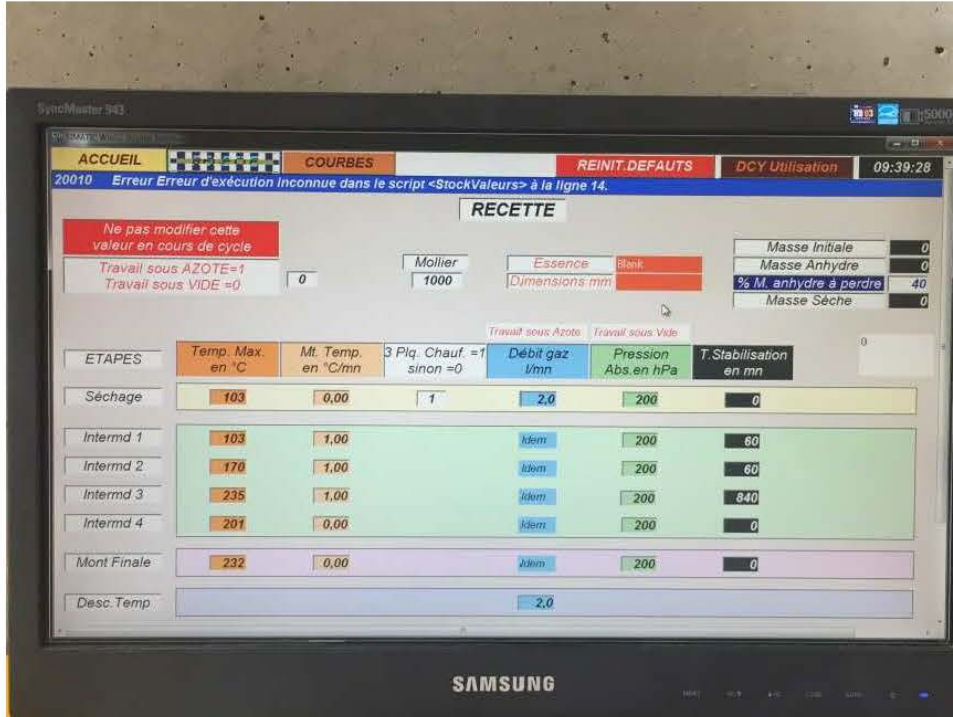 SyncMaster 943
5000
ACCUEIL COURBES REINIT.DEFAUTS DCY Utilisation 09:39:28
20010 Erreur Erreur d'exécution inconnue dans le script <StockValeurs> à la ligne 14.
RECETTE
Ne pas modifier cette
valeur en cours de cycle
Travail sous AZOTE=1
Travail sous VIDE =0
0
Mollier
1000
Essence Blank
Dimensions mm
Masse Initiale 0
Masse Anhydre 0
% M. anhydre à perdre 40
Masse Sèche 0
Travail sous Azote Travail sous Vide
0
ETAPES
Temp. Max.
en °C
Mt. Temp.
en °C/mn
3 Plq. Chauf. =1
sinon =0
Débit gaz
l/mn
Pression
Abs.en hPa
T.Stabilisation
en mn
Séchage 103 0,00 1 2,0 200 0
Intermd 1 103 1,00 Idem 200 60
Intermd 2 170 1,00 Idem 200 60
Intermd 3 235 1,00 Idem 200 840
Intermd 4 201 0,00 Idem 200 0
Mont Finale 232 0,00 Idem 200 0
Desc.Temp 2,0
SAMSUNG